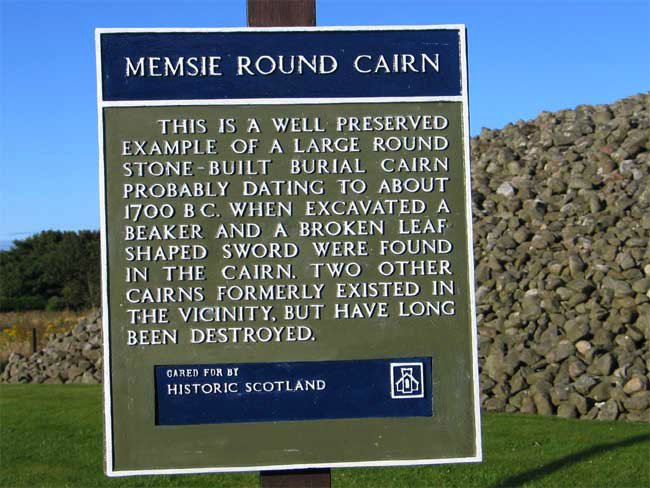 MEMSIE ROUND CAIRN
THIS IS A WELL PRESERVED
EXAMPLE OF A LARGE ROUND
STONE-BUILT BURIAL CAIRN
PROBABLY DATING TO ABOUT
1700 B C. WHEN EXCAVATED A
BEAKER AND A BROKEN LEAF
SHAPED SWORD WERE FOUND
IN THE CAIRN. TWO OTHER
CAIRNS FORMERLY EXISTED IN
THE VICINITY, BUT HAVE LONG
BEEN DESTROYED.
CARED FOR BY
HISTORIC SCOTLAND